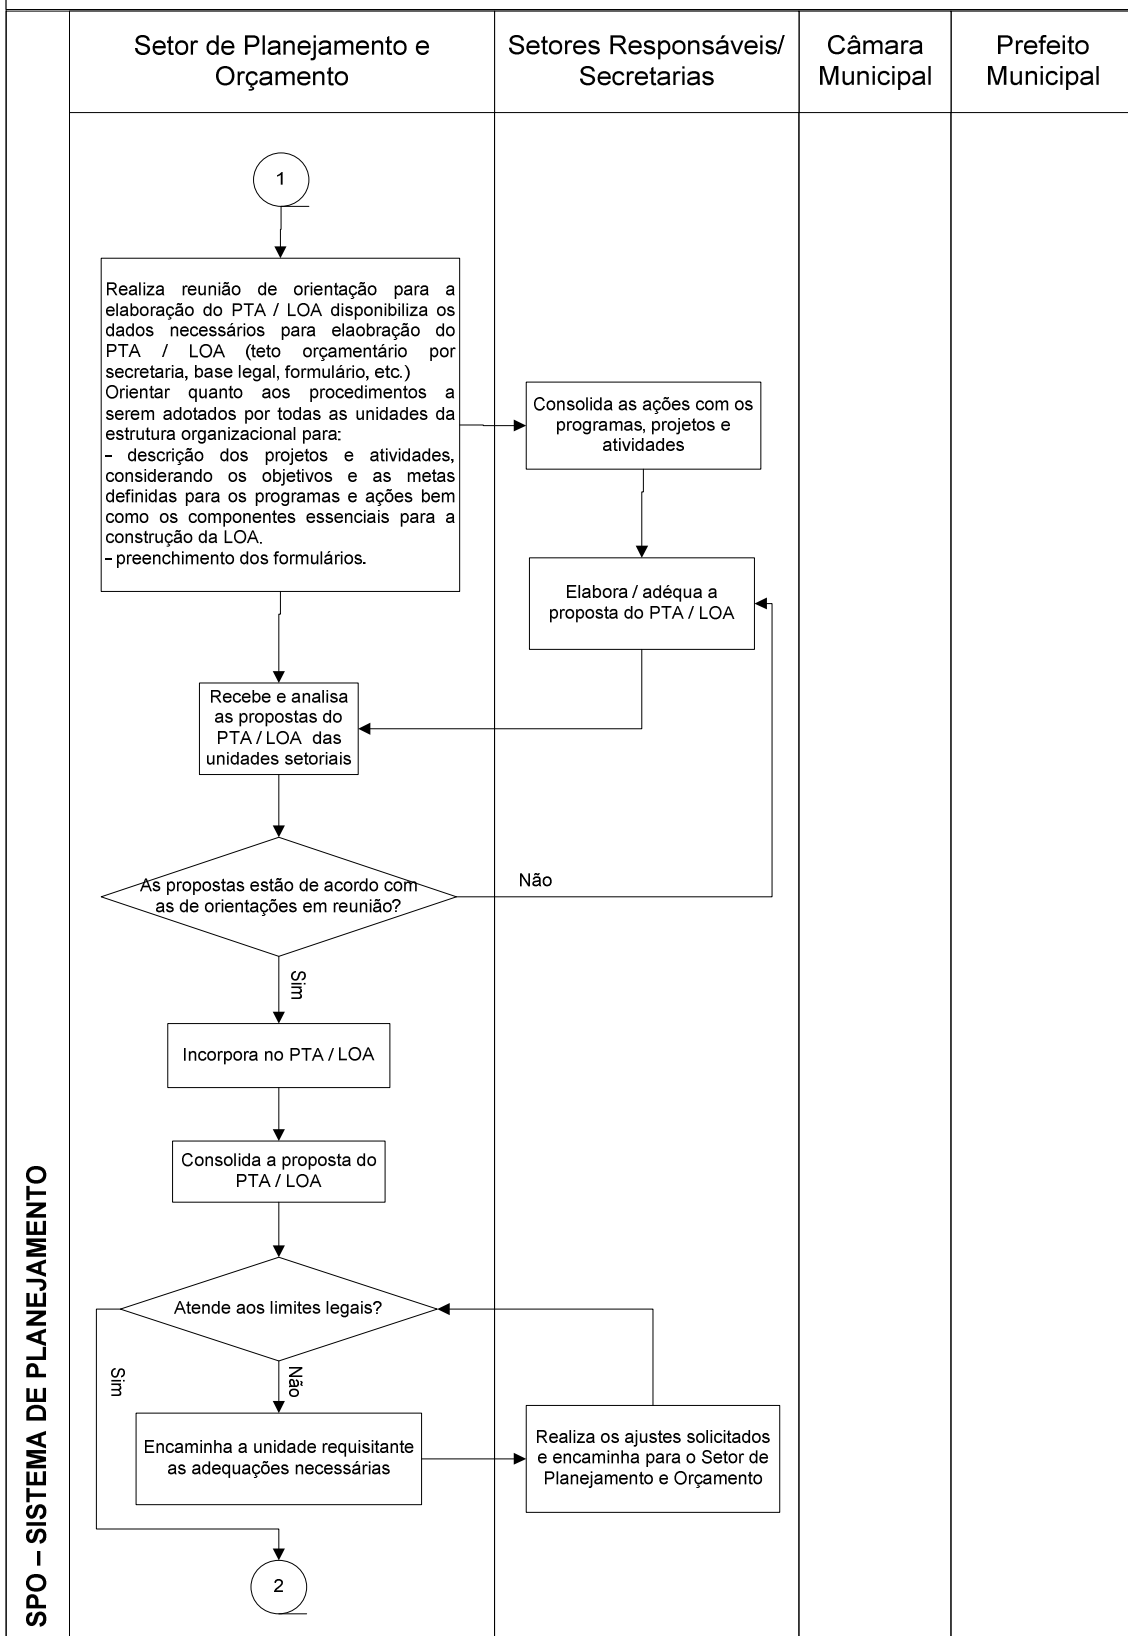 Setor de Planejamento e
Orçamento
Setores Responsáveis/
Secretarias
Câmara
Municipal
Prefeito
Municipal
1
Realiza reunião de orientação para a
elaboração do PTA / LOA disponibiliza os
dados necessários para elaobração do
PTA / LOA (teto orçamentário por
secretaria, base legal, formulário, etc.)
Orientar quanto aos procedimentos a
serem adotados por todas as unidades da
estrutura organizacional para:
– descrição dos projetos e atividades,
considerando os objetivos e as metas
definidas para os programas e ações bem
como os componentes essenciais para a
construção da LOA.
– preenchimento dos formulários.
Consolida as ações com os
programas, projetos e
atividades
Elabora / adéqua a
proposta do PTA / LOA
Recebe e analisa
as propostas do
PTA / LOA das
unidades setoriais
As propostas estão de acordo com
as de orientações em reunião?
Não
Sim
Incorpora no PTA / LOA
Consolida a proposta do
PTA / LOA
Atende aos limites legais?
Sim
Não
Encaminha a unidade requisitante
as adequações necessárias
Realiza os ajustes solicitados
e encaminha para o Setor de
Planejamento e Orçamento
2
SPO – SISTEMA DE PLANEJAMENTO